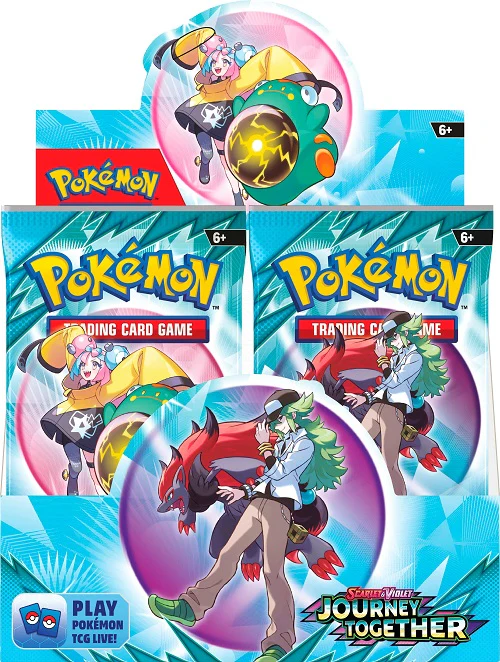 6+
POKÉMON
6+
POKÉMON
TRADING CARD GAME
6+
POKÉMON
TRADING CARD GAME
PLAY
POKÉMON
TCG LIVE!
SCARLET & VIOLET
JOURNEY
TOGETHER